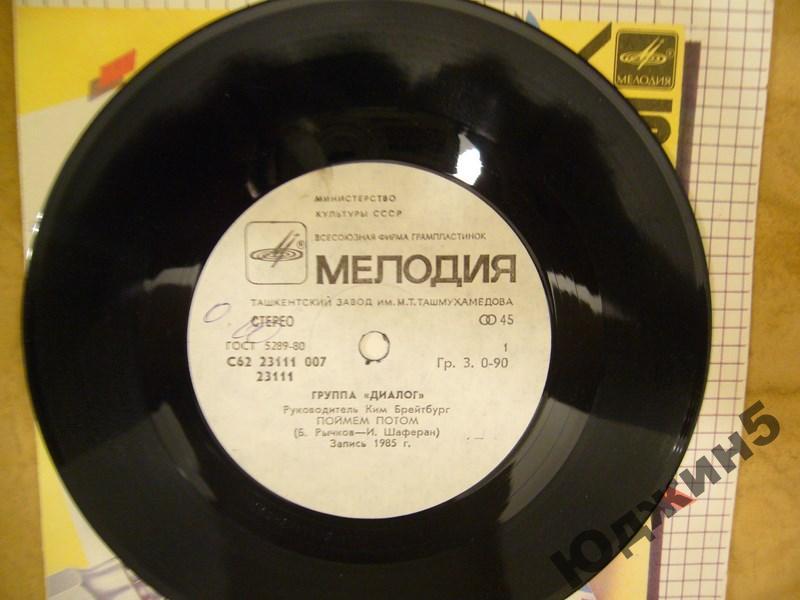 МЕЛОДИЯ
МИНИСТЕРСТВО
КУЛЬТУРЫ СССР
ВСЕСОЮЗНАЯ ФИРМА ГРАМПЛАСТИНОК
МЕЛОДИЯ
ТАШКЕНТСКИЙ ЗАВОД ИМ. М.Т.ТАШМУХАМЕДОВА
СТЕРЕО 45
ГОСТ 5289-80 1
С62 23111 007 Гр. 3. 0-90
23111
ГРУППА «ДИАЛОГ»
Руководитель Ким Брейтбург
ПОЙМЕМ ПОТОМ
(Б. Рычков—И. Шаферан)
Запись 1985 г.
Юджин5